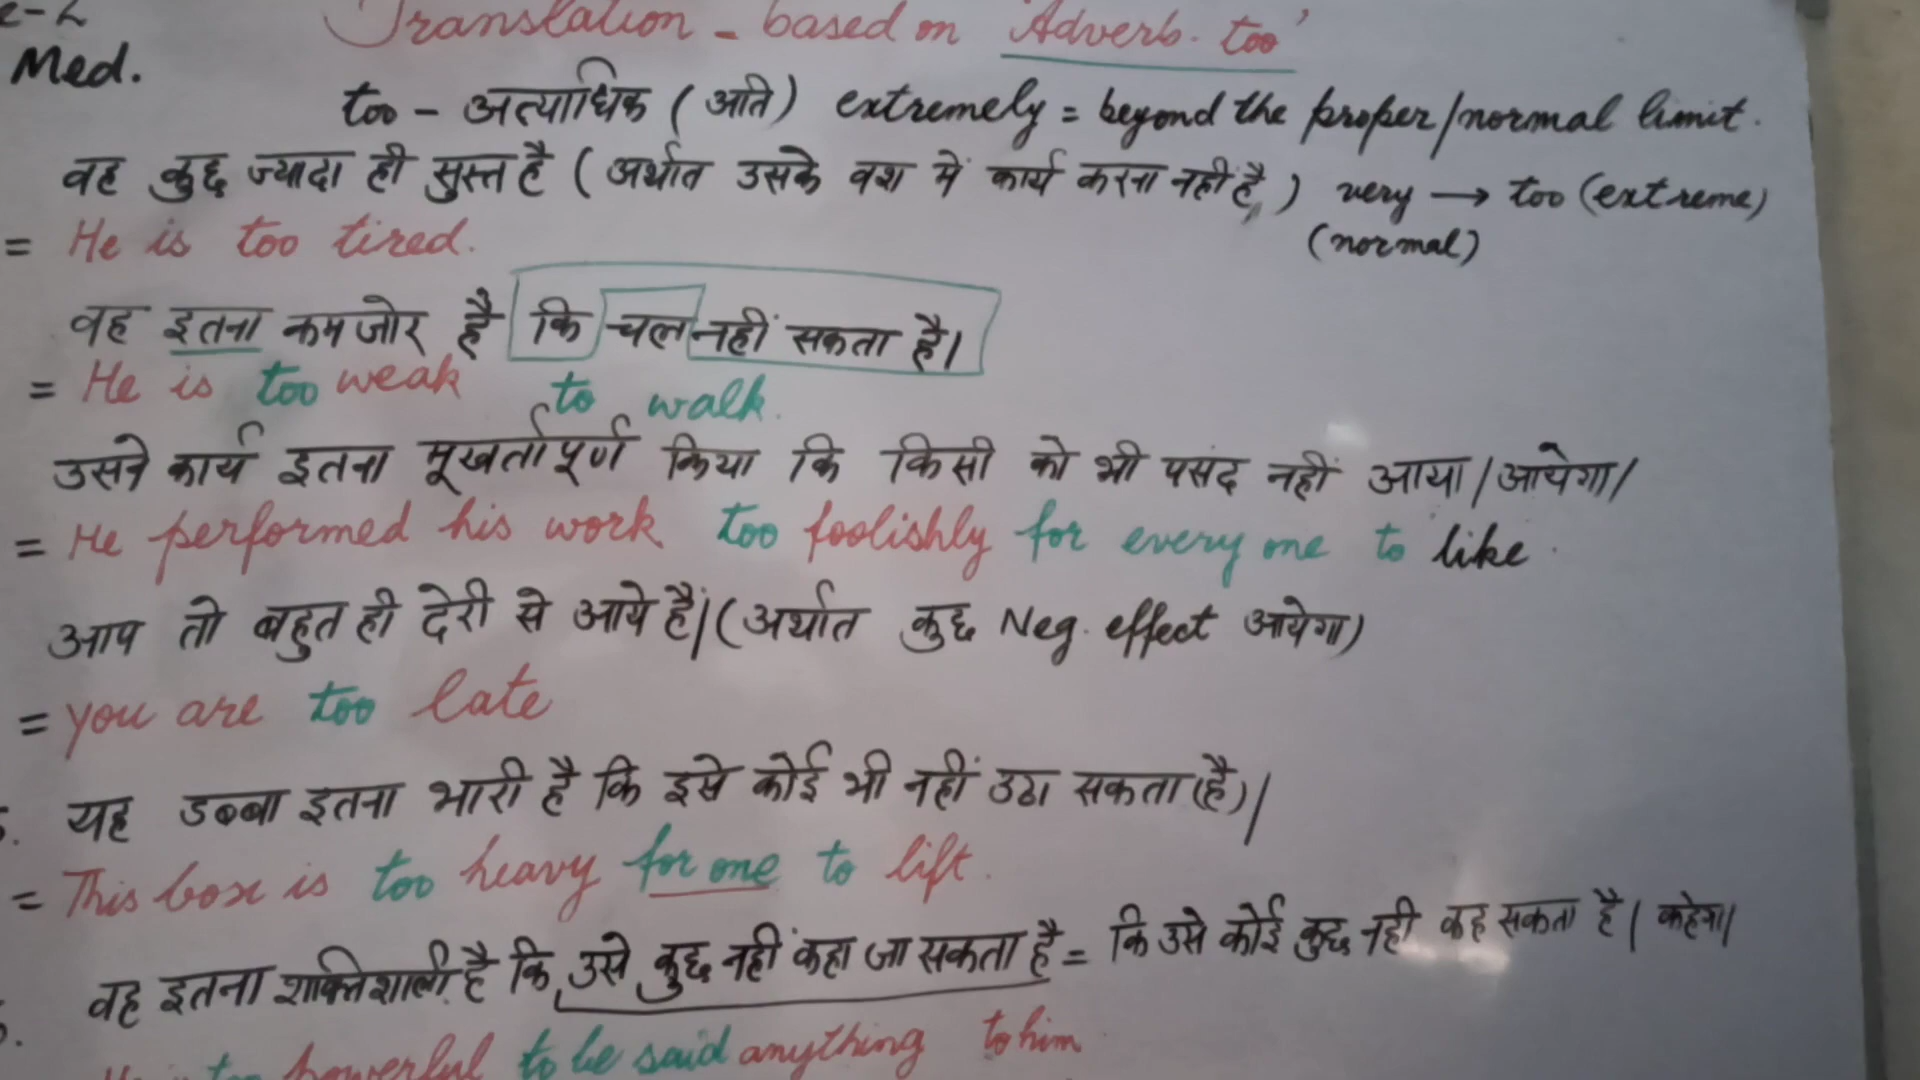 e-2 Translation - based on 'Adverb. too'
Med.
too - अत्याधिक (अति) extremely = beyond the proper/normal limit.
वह कुछ ज्यादा ही सुस्त है (अर्थात उसके वश में कार्य करना नहीं है,) very → too (extreme)
(normal)
= He is too tired.
वह इतना कमजोर है कि चल नहीं सकता है।
= He is too weak to walk.
उसने कार्य इतना मूर्खतापूर्ण किया कि किसी को भी पसंद नहीं आया/आयेगा/
= He performed his work too foolishly for every one to like.
आप तो बहुत ही देरी से आये हैं।(अर्थात कुछ Neg. effect आयेगा)
= you are too late
5. यह डब्बा इतना भारी है कि इसे कोई भी नहीं उठा सकता (है)।
= This box is too heavy for one to lift.
वह इतना शक्तिशाली है कि उसे कुछ नहीं कहा जा सकता है = कि उसे कोई कुछ नहीं कह सकता है। कहेगा।
He is too powerful to be said anything to him